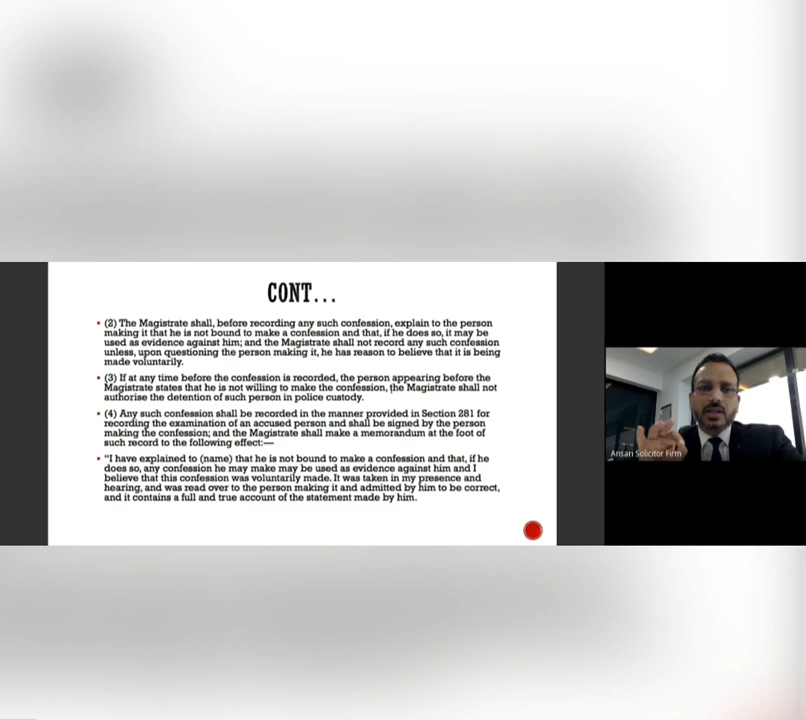 CONT...
• (2) The Magistrate shall, before recording any such confession, explain to the person
making it that he is not bound to make a confession and that, if he does so, it may be
used as evidence against him; and the Magistrate shall not record any such confession
unless, upon questioning the person making it, he has reason to believe that it is being
made voluntarily.
• (3) If at any time before the confession is recorded, the person appearing before the
Magistrate states that he is not willing to make the confession, the Magistrate shall not
authorise the detention of such person in police custody.
• (4) Any such confession shall be recorded in the manner provided in Section 281 for
recording the examination of an accused person and shall be signed by the person
making the confession; and the Magistrate shall make a memorandum at the foot of
such record to the following effect:—
• "I have explained to (name) that he is not bound to make a confession and that, if he
does so, any confession he may make may be used as evidence against him and I
believe that this confession was voluntarily made. It was taken in my presence and
hearing, and was read over to the person making it and admitted by him to be correct,
and it contains a full and true account of the statement made by him.
Ansari Solicitor Firm